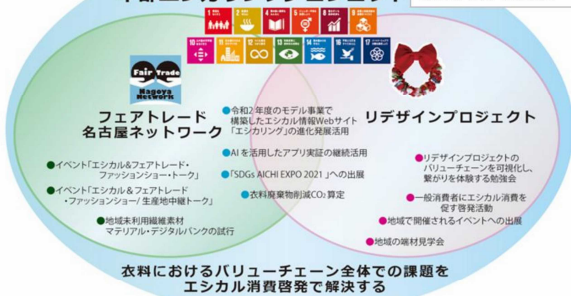 Fair Trade
Nagoya
Network
フェアトレード
名古屋ネットワーク
●イベント「エシカル&フェアトレード・
ファッションショー・トーク」
●イベント「エシカル&フェアトレード
・ファッションショー/ 生産地中継トーク」
●地域未利用繊維素材
マテリアル・デジタルバンクの試行
●令和2年度のモデル事業で
構築したエシカル情報Webサイト
「エシカリング」の進化発展活用
●AIを活用したアプリ実証の継続活用
●「SDGs AICHI EXPO 2021」への出展
●衣料廃棄物削減CO₂算定
リデザインプロジェクト
●リデザインプロジェクトの
バリューチェーンを可視化し、
繋がりを体験する勉強会
●一般消費者にエシカル消費を
促す啓発活動
●地域で開催されるイベントへの出展
●地域の端材見学会
衣料におけるバリューチェーン全体での課題を
エシカル消費啓発で解決する